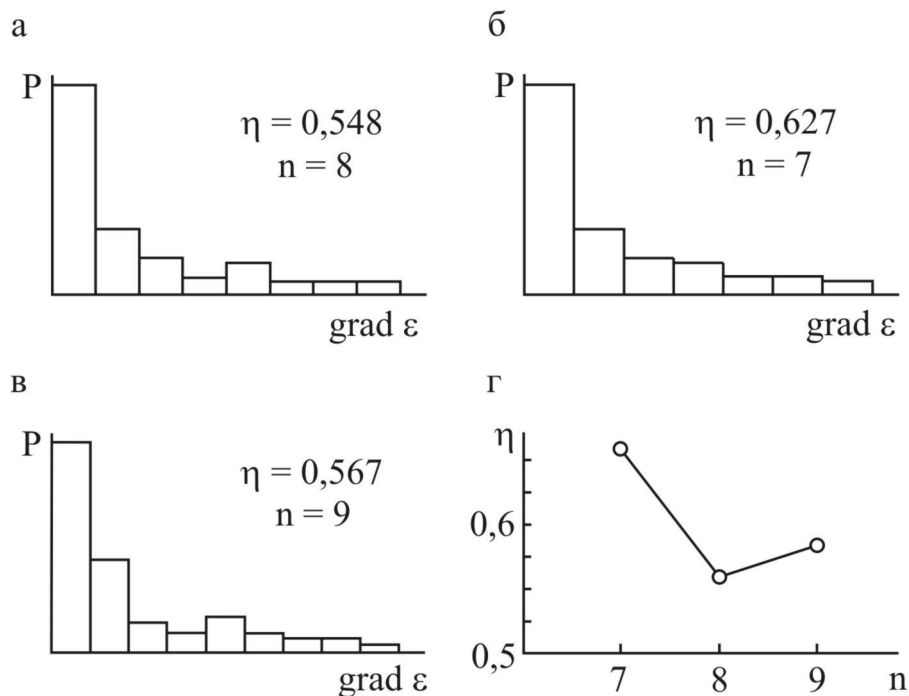 а
P
η = 0,548
n = 8
grad ε
б
P
η = 0,627
n = 7
grad ε
в
P
η = 0,567
n = 9
grad ε
г
η
0,6
0,5
7
8
9
n